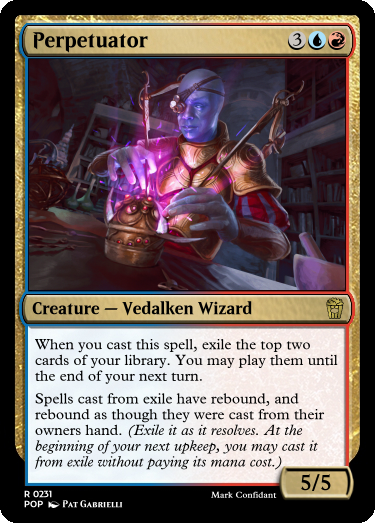 Perpetuator 3
Creature — Vedalken Wizard
When you cast this spell, exile the top two
cards of your library. You may play them until
the end of your next turn.
Spells cast from exile have rebound, and
rebound as though they were cast from their
owners hand. (Exile it as it resolves. At the
beginning of your next upkeep, you may cast it
from exile without paying its mana cost.)
5/5
R 0231
POP Pat Gabrielli
Mark Confidant